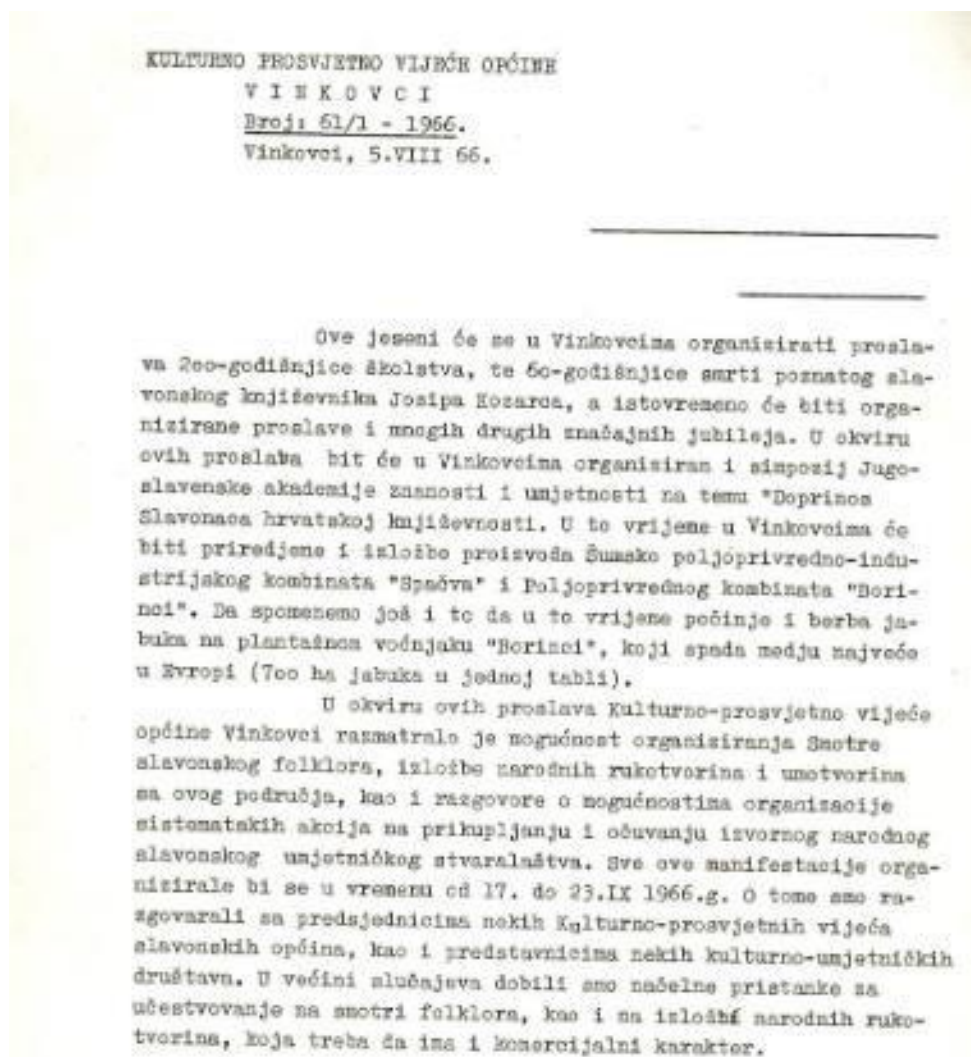 KULTURNO PROSVJETNO VIJEĆE OPĆINE
V I N K O V C I
Broj: 61/1 - 1966.
Vinkovci, 5.VIII 66.
Ove jeseni će se u Vinkovcima organizirati prosla-
va 2oo-godišnjice školstva, te 6o-godišnjice smrti poznatog sla-
vonskog književnika Josipa Kozarca, a istovremeno će biti orga-
nizirane proslave i mnogih drugih značajnih jubileja. U okviru
ovih proslaba  bit će u Vinkovcima organiziran i simpozij Jugo-
slavenske akademije znanosti i umjetnosti na temu "Doprinos
Slavonaca hrvatskoj književnosti. U to vrijeme u Vinkovcima će
biti priredjene i izložbe proizvoda Šumsko poljoprivredno-indu-
strijskog kombinata "Spačva" i Poljoprivrednog kombinata "Bori-
nci". Da spomenemo još i to da u to vrijeme počinje i berba ja-
buka na plantažnom voćnjaku "Borinci", koji spada medju najveće
u Evropi (7oo ha jabuka u jednoj tabli).
U okviru ovih proslava Kulturno-prosvjetno vijeće
općine Vinkovci razmatralo je mogućnost organiziranja Smotre
slavonskog folklora, izložbe narodnih rukotvorina i umotvorina
sa ovog područja, kao i razgovore o mogućnostima organizacije
sistematskih akcija na prikupljanju i očuvanju izvornog narodnog
slavonskog  umjetničkog stvaralaštva. Sve ove manifestacije orga-
nizirale bi se u vremenu od 17. do 23.IX 1966.g. O tome smo ra-
zgovarali sa predsjednicima nekih Kulturno-prosvjetnih vijeća
slavonskih općina, kao i predstavnicima nekih kulturno-umjetničkih
društava. U većini slučajeva dobili smo načelne pristanke za
učestvovanje na smotri folklora, kao i na izložbi narodnih ruko-
tvorina, koja treba da ima i komercijalni karakter.